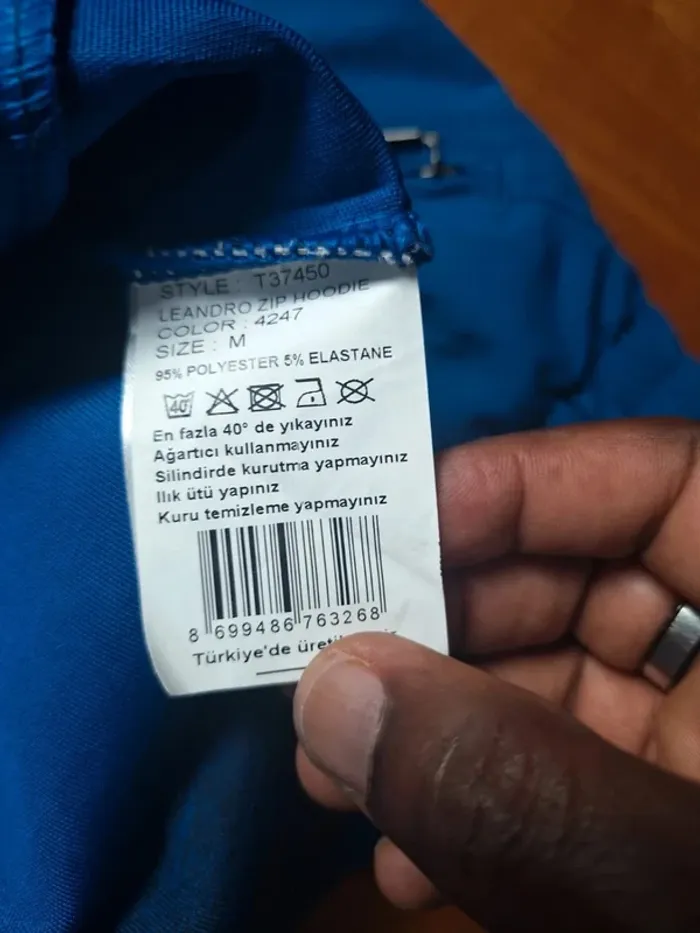 STYLE : T37450
LEANDRO ZIP HOODIE
COLOR : 4247
SIZE : M
95% POLYESTER 5% ELASTANE
40°
En fazla 40° de yıkayınız
Ağartıcı kullanmayınız
Silindirde kurutma yapmayınız
Ilık ütü yapınız
Kuru temizleme yapmayınız
8 699486 763268
Türkiye'de